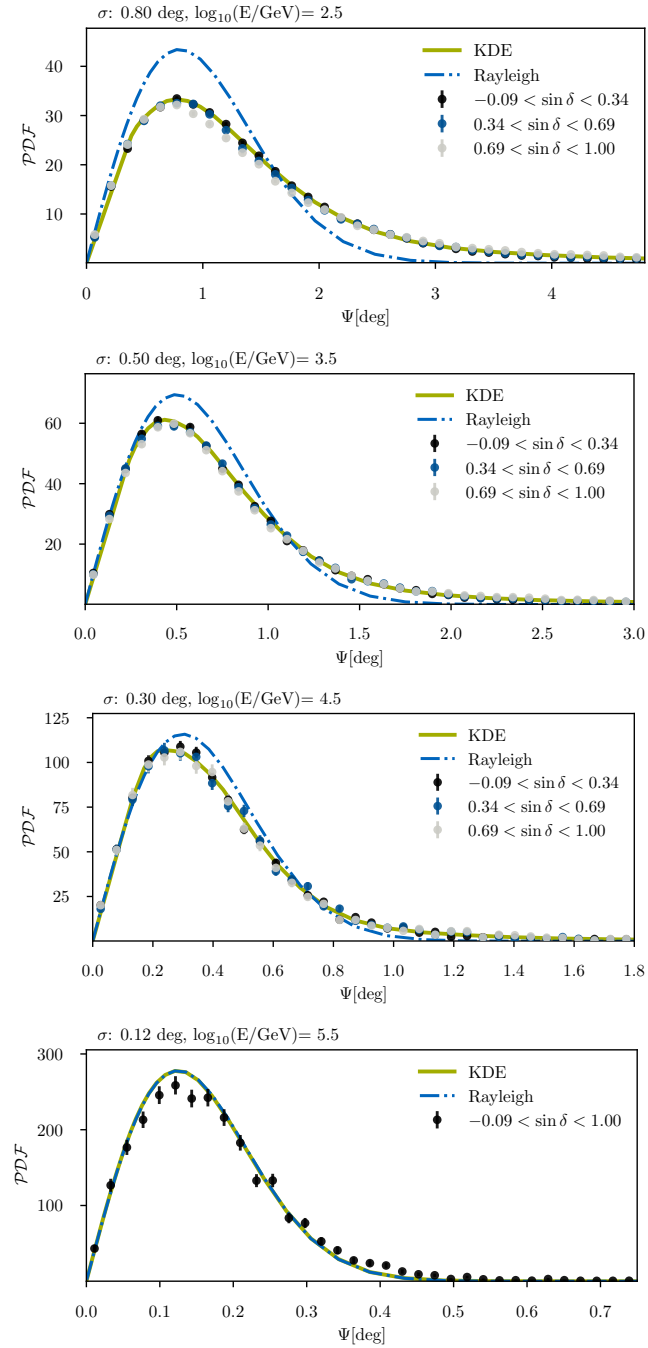 σ: 0.80 deg, log₁₀(E/GeV)= 2.5
KDE
Rayleigh
−0.09 < sin δ < 0.34
0.34 < sin δ < 0.69
0.69 < sin δ < 1.00
PDF
40
30
20
10
0 1 2 3 4
Ψ[deg]
σ: 0.50 deg, log₁₀(E/GeV)= 3.5
KDE
Rayleigh
−0.09 < sin δ < 0.34
0.34 < sin δ < 0.69
0.69 < sin δ < 1.00
PDF
60
40
20
0.0 0.5 1.0 1.5 2.0 2.5 3.0
Ψ[deg]
σ: 0.30 deg, log₁₀(E/GeV)= 4.5
KDE
Rayleigh
−0.09 < sin δ < 0.34
0.34 < sin δ < 0.69
0.69 < sin δ < 1.00
PDF
125
100
75
50
25
0.0 0.2 0.4 0.6 0.8 1.0 1.2 1.4 1.6 1.8
Ψ[deg]
σ: 0.12 deg, log₁₀(E/GeV)= 5.5
KDE
Rayleigh
−0.09 < sin δ < 1.00
PDF
300
200
100
0.0 0.1 0.2 0.3 0.4 0.5 0.6 0.7
Ψ[deg]